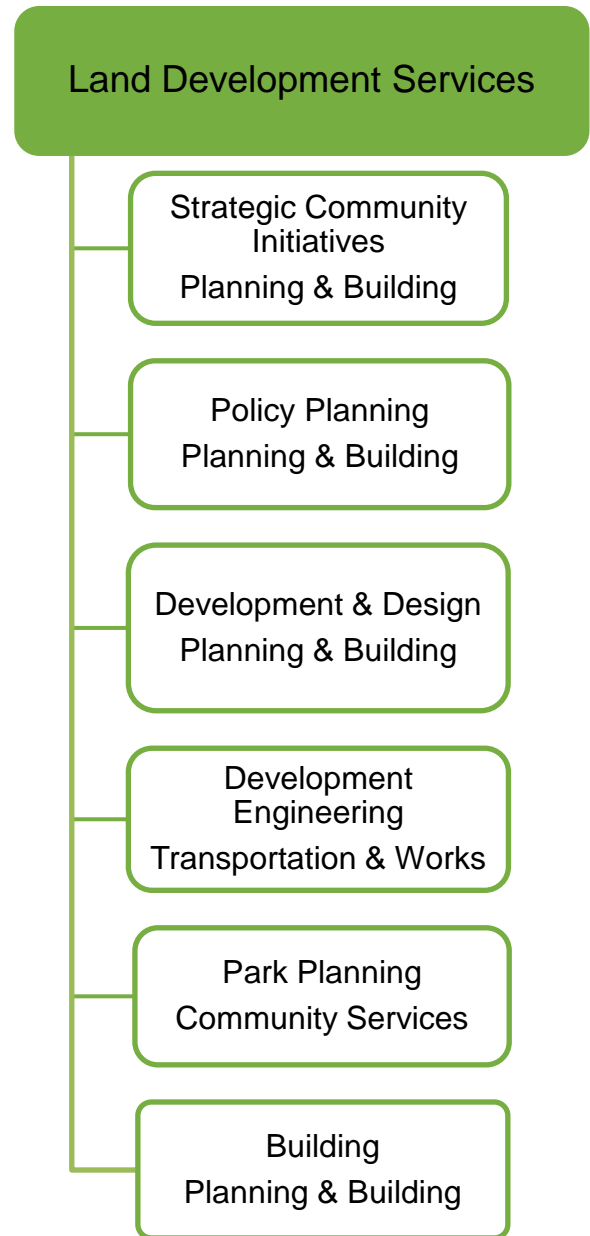 Land Development Services
Strategic Community
Initiatives
Planning & Building
Policy Planning
Planning & Building
Development & Design
Planning & Building
Development
Engineering
Transportation & Works
Park Planning
Community Services
Building
Planning & Building